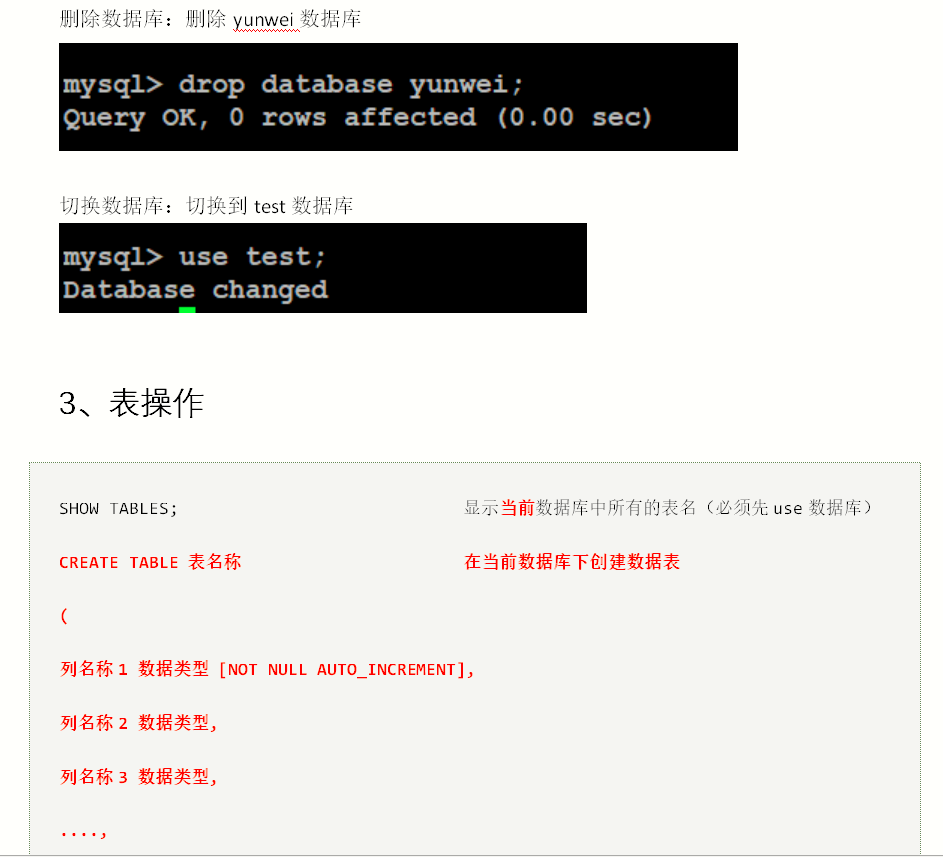 删除数据库：删除 yunwei 数据库
mysql> drop database yunwei;
Query OK, 0 rows affected (0.00 sec)
切换数据库：切换到 test 数据库
mysql> use test;
Database changed
3、表操作
SHOW TABLES; 显示当前数据库中所有的表名（必须先 use 数据库）
CREATE TABLE 表名称 在当前数据库下创建数据表
(
列名称 1 数据类型 [NOT NULL AUTO_INCREMENT],
列名称 2 数据类型,
列名称 3 数据类型,
....,